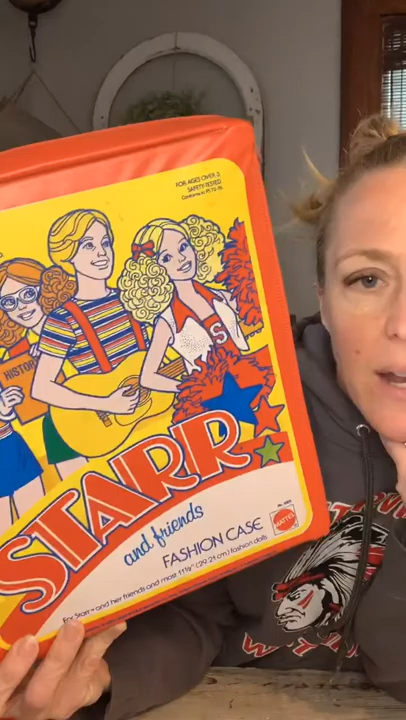 FOR AGES OVER 3
SAFETY TESTED
HISTORY
S
STARR
and friends
FASHION CASE
MATTEL
For Starr and her friends and most 11½" (29.21 cm) fashion dolls